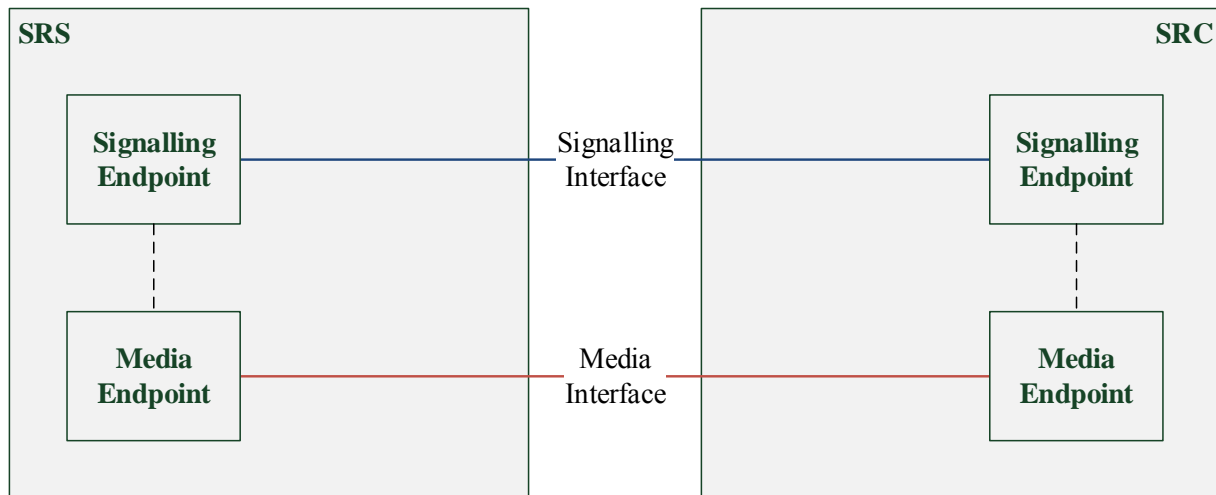 SRS
SRC
Signalling
Endpoint
Signalling
Interface
Signalling
Endpoint
Media
Endpoint
Media
Interface
Media
Endpoint